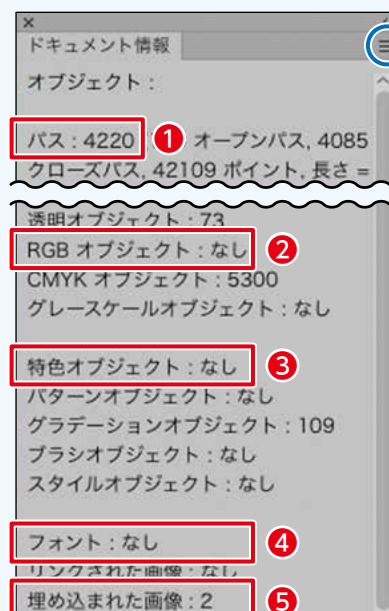 ドキュメント情報
オブジェクト :
パス : 4220 1 オープンパス, 4085
クローズパス, 42109 ポイント, 長さ =
透明オブジェクト : 73
RGB オブジェクト : なし 2
CMYK オブジェクト : 5300
グレースケールオブジェクト : なし
特色オブジェクト : なし 3
パターンオブジェクト : なし
グラデーションオブジェクト : 109
ブラシオブジェクト : なし
スタイルオブジェクト : なし
フォント : なし 4
リンクされた画像 : なし
埋め込まれた画像 : 2 5